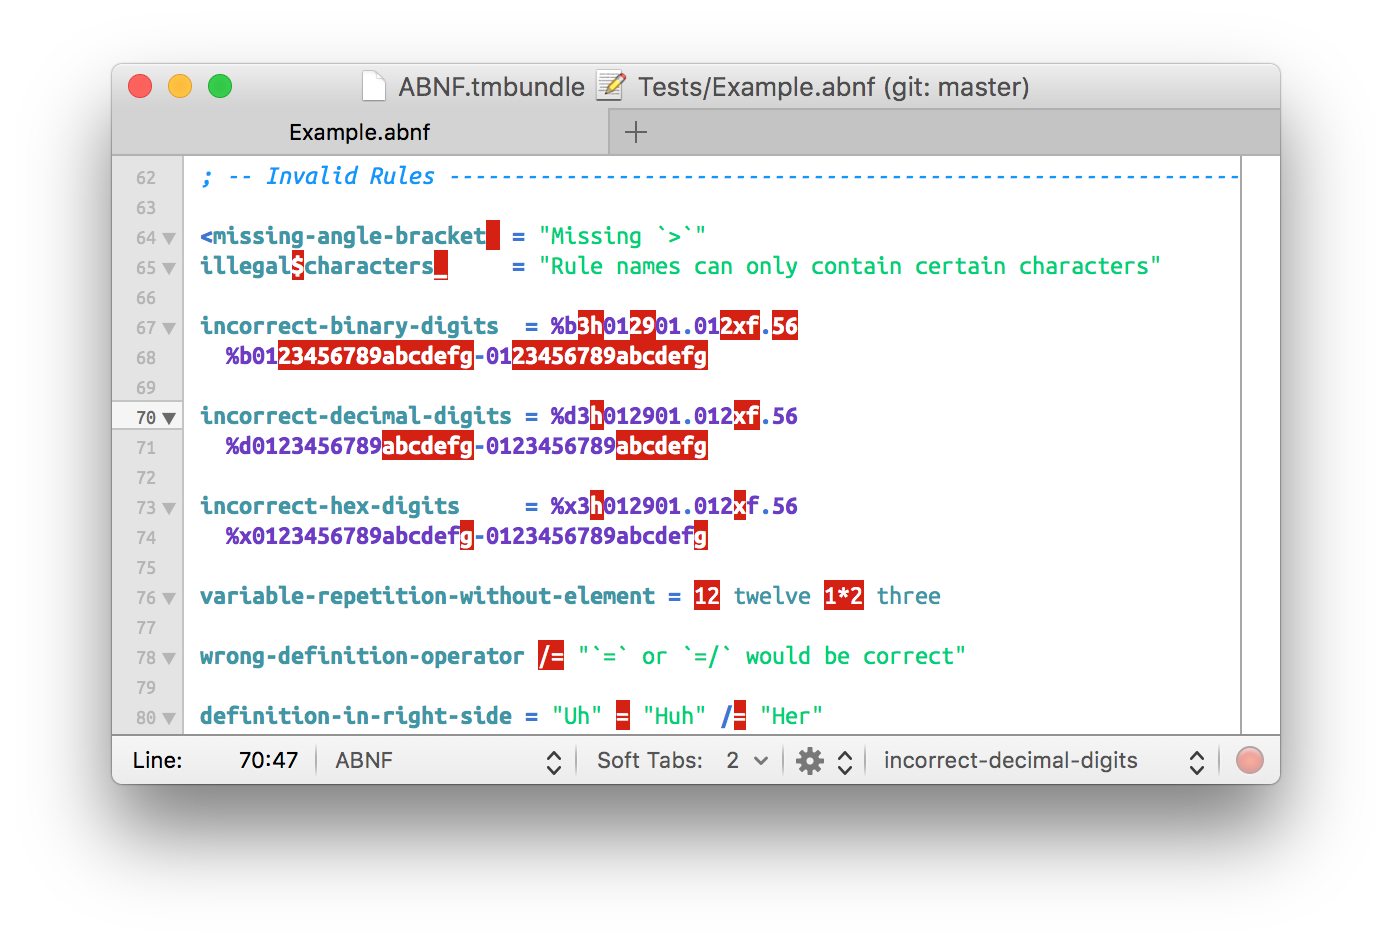 ABNF.tmbundle 📝 Tests/Example.abnf (git: master)
Example.abnf +
62 ; -- Invalid Rules -------------------------------------------------------------
63
64 <missing-angle-bracket  = "Missing `>`"
65 illegal$characters_     = "Rule names can only contain certain characters"
66
67 incorrect-binary-digits  = %b3h012901.012xf.56
68   %b0123456789abcdefg-0123456789abcdefg
69
70 incorrect-decimal-digits = %d3h012901.012xf.56
71   %d0123456789abcdefg-0123456789abcdefg
72
73 incorrect-hex-digits     = %x3h012901.012xf.56
74   %x0123456789abcdefg-0123456789abcdefg
75
76 variable-repetition-without-element = 12 twelve 1*2 three
77
78 wrong-definition-operator /= "`=` or `=/` would be correct"
79
80 definition-in-right-side = "Uh" = "Huh" /= "Her"
Line: 70:47 ABNF Soft Tabs: 2 incorrect-decimal-digits